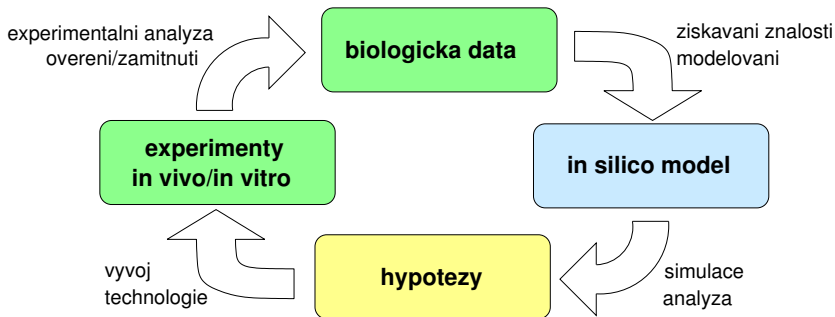 experimentalni analyza
overeni/zamitnuti
biologicka data
ziskavani znalosti
modelovani
experimenty
in vivo/in vitro
in silico model
vyvoj
technologie
hypotezy
simulace
analyza